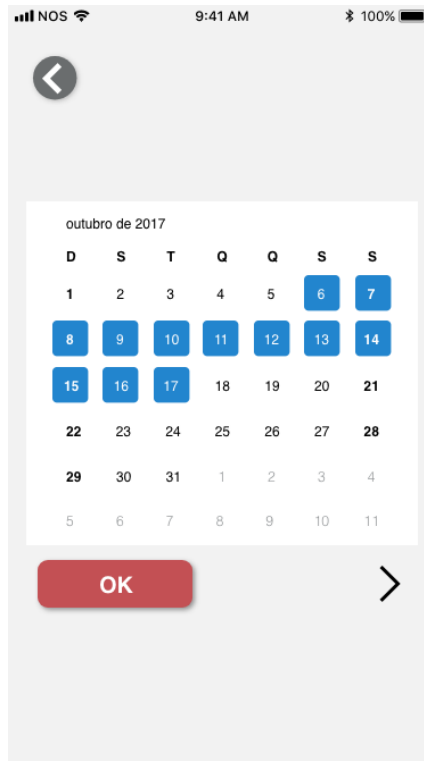 NOS 9:41 AM 100%
outubro de 2017
D S T Q Q S S
1 2 3 4 5 6 7
8 9 10 11 12 13 14
15 16 17 18 19 20 21
22 23 24 25 26 27 28
29 30 31 1 2 3 4
5 6 7 8 9 10 11
OK